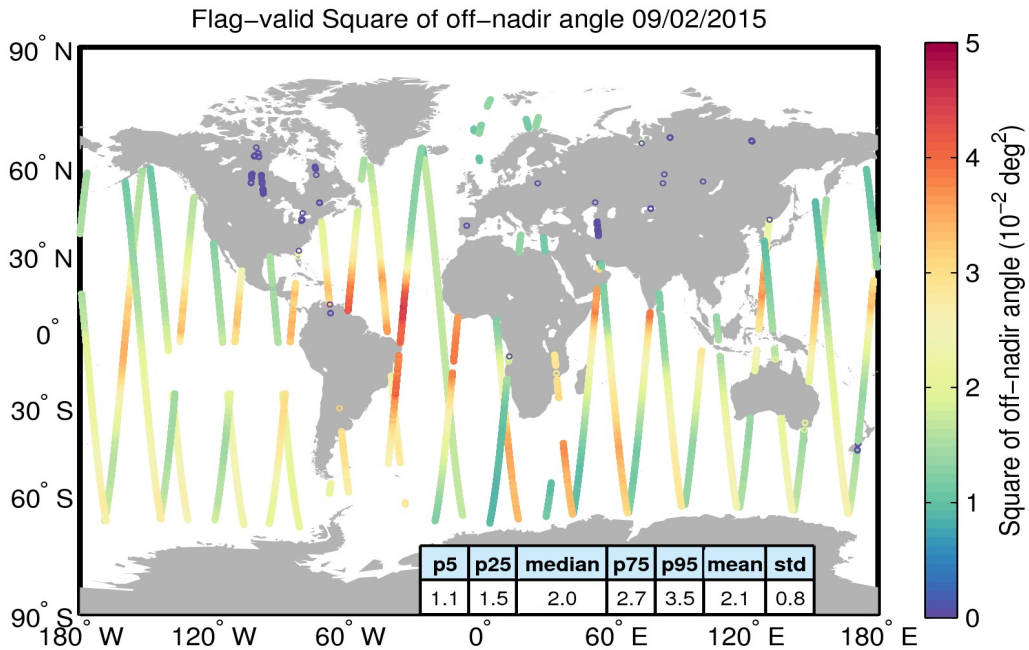 Flag−valid Square of off−nadir angle 09/02/2015
90° N
60° N
30° N
0°
30° S
60° S
90° S
180° W
120° W
60° W
0°
60° E
120° E
180° E
p5 p25 median p75 p95 mean std
1.1 1.5 2.0 2.7 3.5 2.1 0.8
5
4
3
2
1
0
Square of off−nadir angle (10⁻² deg²)